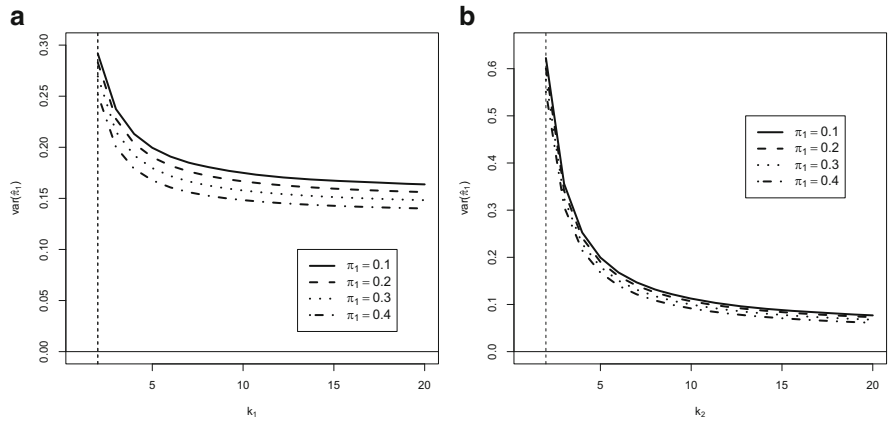 a
var(π̂₁)
0.30
0.25
0.20
0.15
0.10
0.05
0.00
π₁ = 0.1
π₁ = 0.2
π₁ = 0.3
π₁ = 0.4
5 10 15 20
k₁
b
var(π̂₁)
0.6
0.5
0.4
0.3
0.2
0.1
0.0
π₁ = 0.1
π₁ = 0.2
π₁ = 0.3
π₁ = 0.4
5 10 15 20
k₂